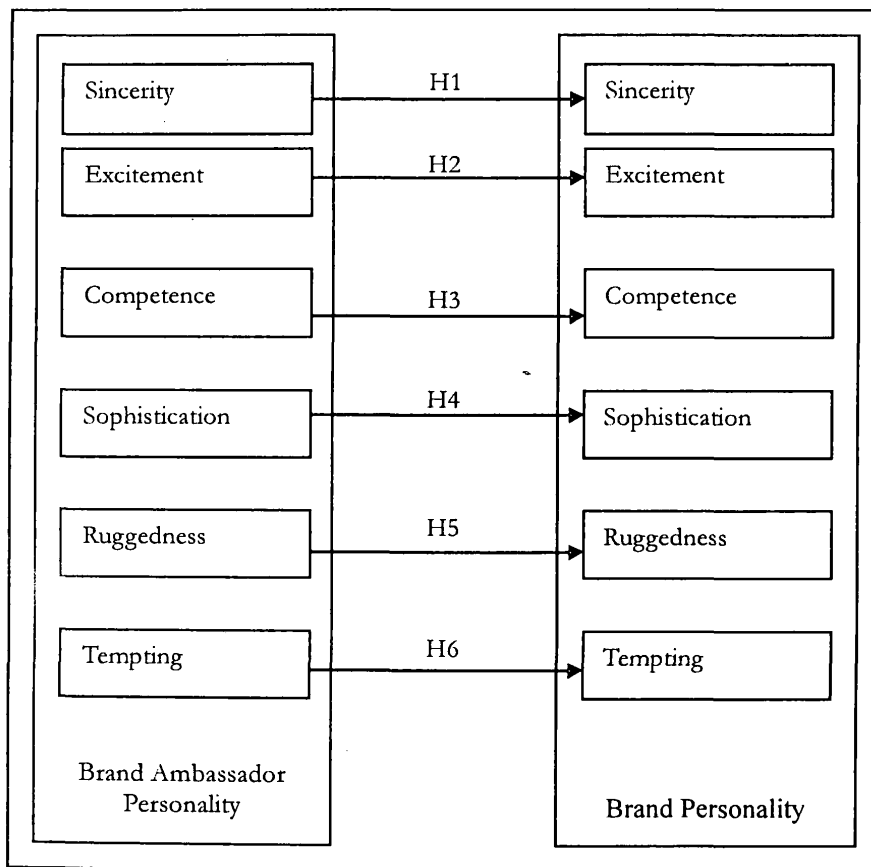 Sincerity
H1
Sincerity
Excitement
H2
Excitement
Competence
H3
Competence
Sophistication
H4
Sophistication
Ruggedness
H5
Ruggedness
Tempting
H6
Tempting
Brand Ambassador
Personality
Brand Personality